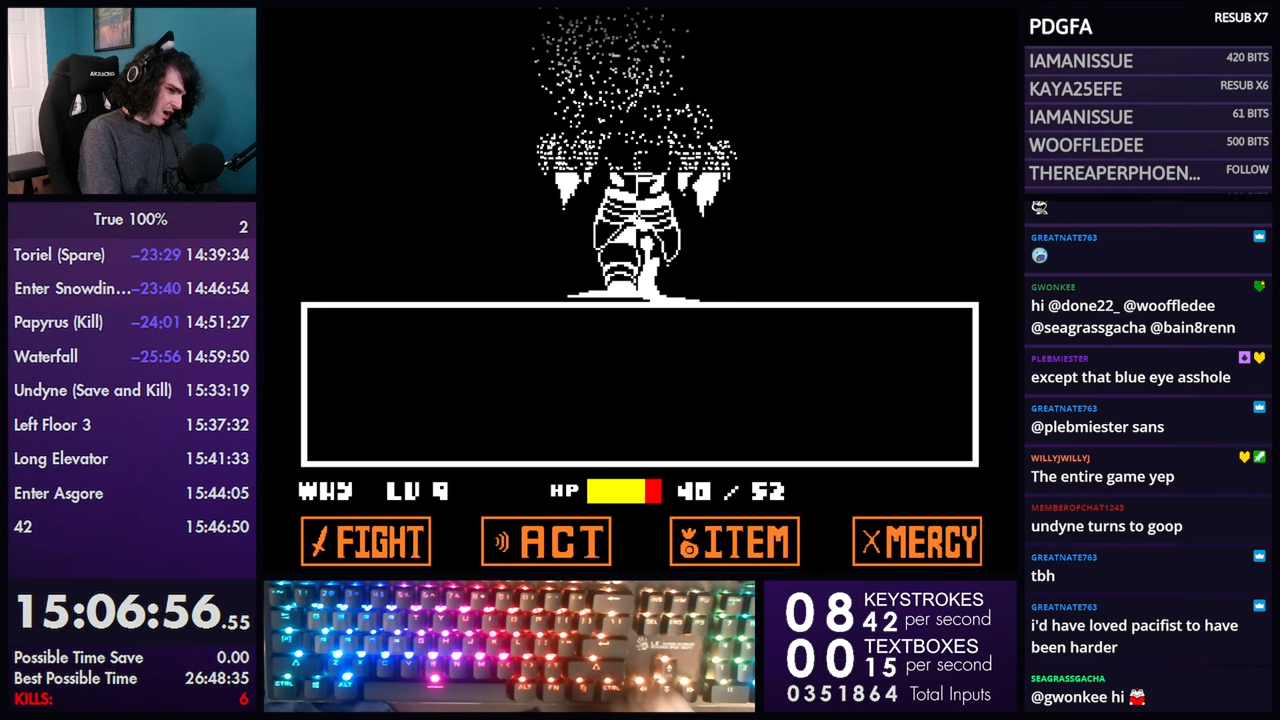 AKRACING
True 100%
2
Toriel (Spare) −23:29 14:39:34
Enter Snowdin... −23:40 14:46:54
Papyrus (Kill) −24:01 14:51:27
Waterfall −25:56 14:59:50
Undyne (Save and Kill) 15:33:19
Left Floor 3 15:37:32
Long Elevator 15:41:33
Enter Asgore 15:44:05
42 15:46:50
15:06:56.55
Possible Time Save 0.00
Best Possible Time 26:48:35
KILLS: 6
WHY LV 9 HP 40 / 52
FIGHT ACT ITEM MERCY
08 42 KEYSTROKES per second
00 15 TEXTBOXES per second
0351864 Total Inputs
PDGFA RESUB X7
IAMANISSUE 420 BITS
KAYA25EFE RESUB X6
IAMANISSUE 61 BITS
WOOFFLEDEE 500 BITS
THEREAPERPHOEN... FOLLOW
GREATNATE763
GWONKEE
hi @done22_ @wooffledee
@seagrassgacha @bain8renn
PLEBMIESTER
except that blue eye asshole
GREATNATE763
@plebmiester sans
WILLYJWILLYJ
The entire game yep
MEMBEROFCHAT1243
undyne turns to goop
GREATNATE763
tbh
GREATNATE763
i'd have loved pacifist to have
been harder
SEAGRASSGACHA
@gwonkee hi